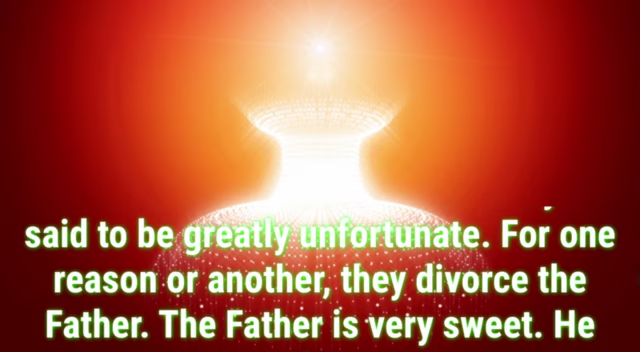 said to be greatly unfortunate. For one
reason or another, they divorce the
Father. The Father is very sweet. He